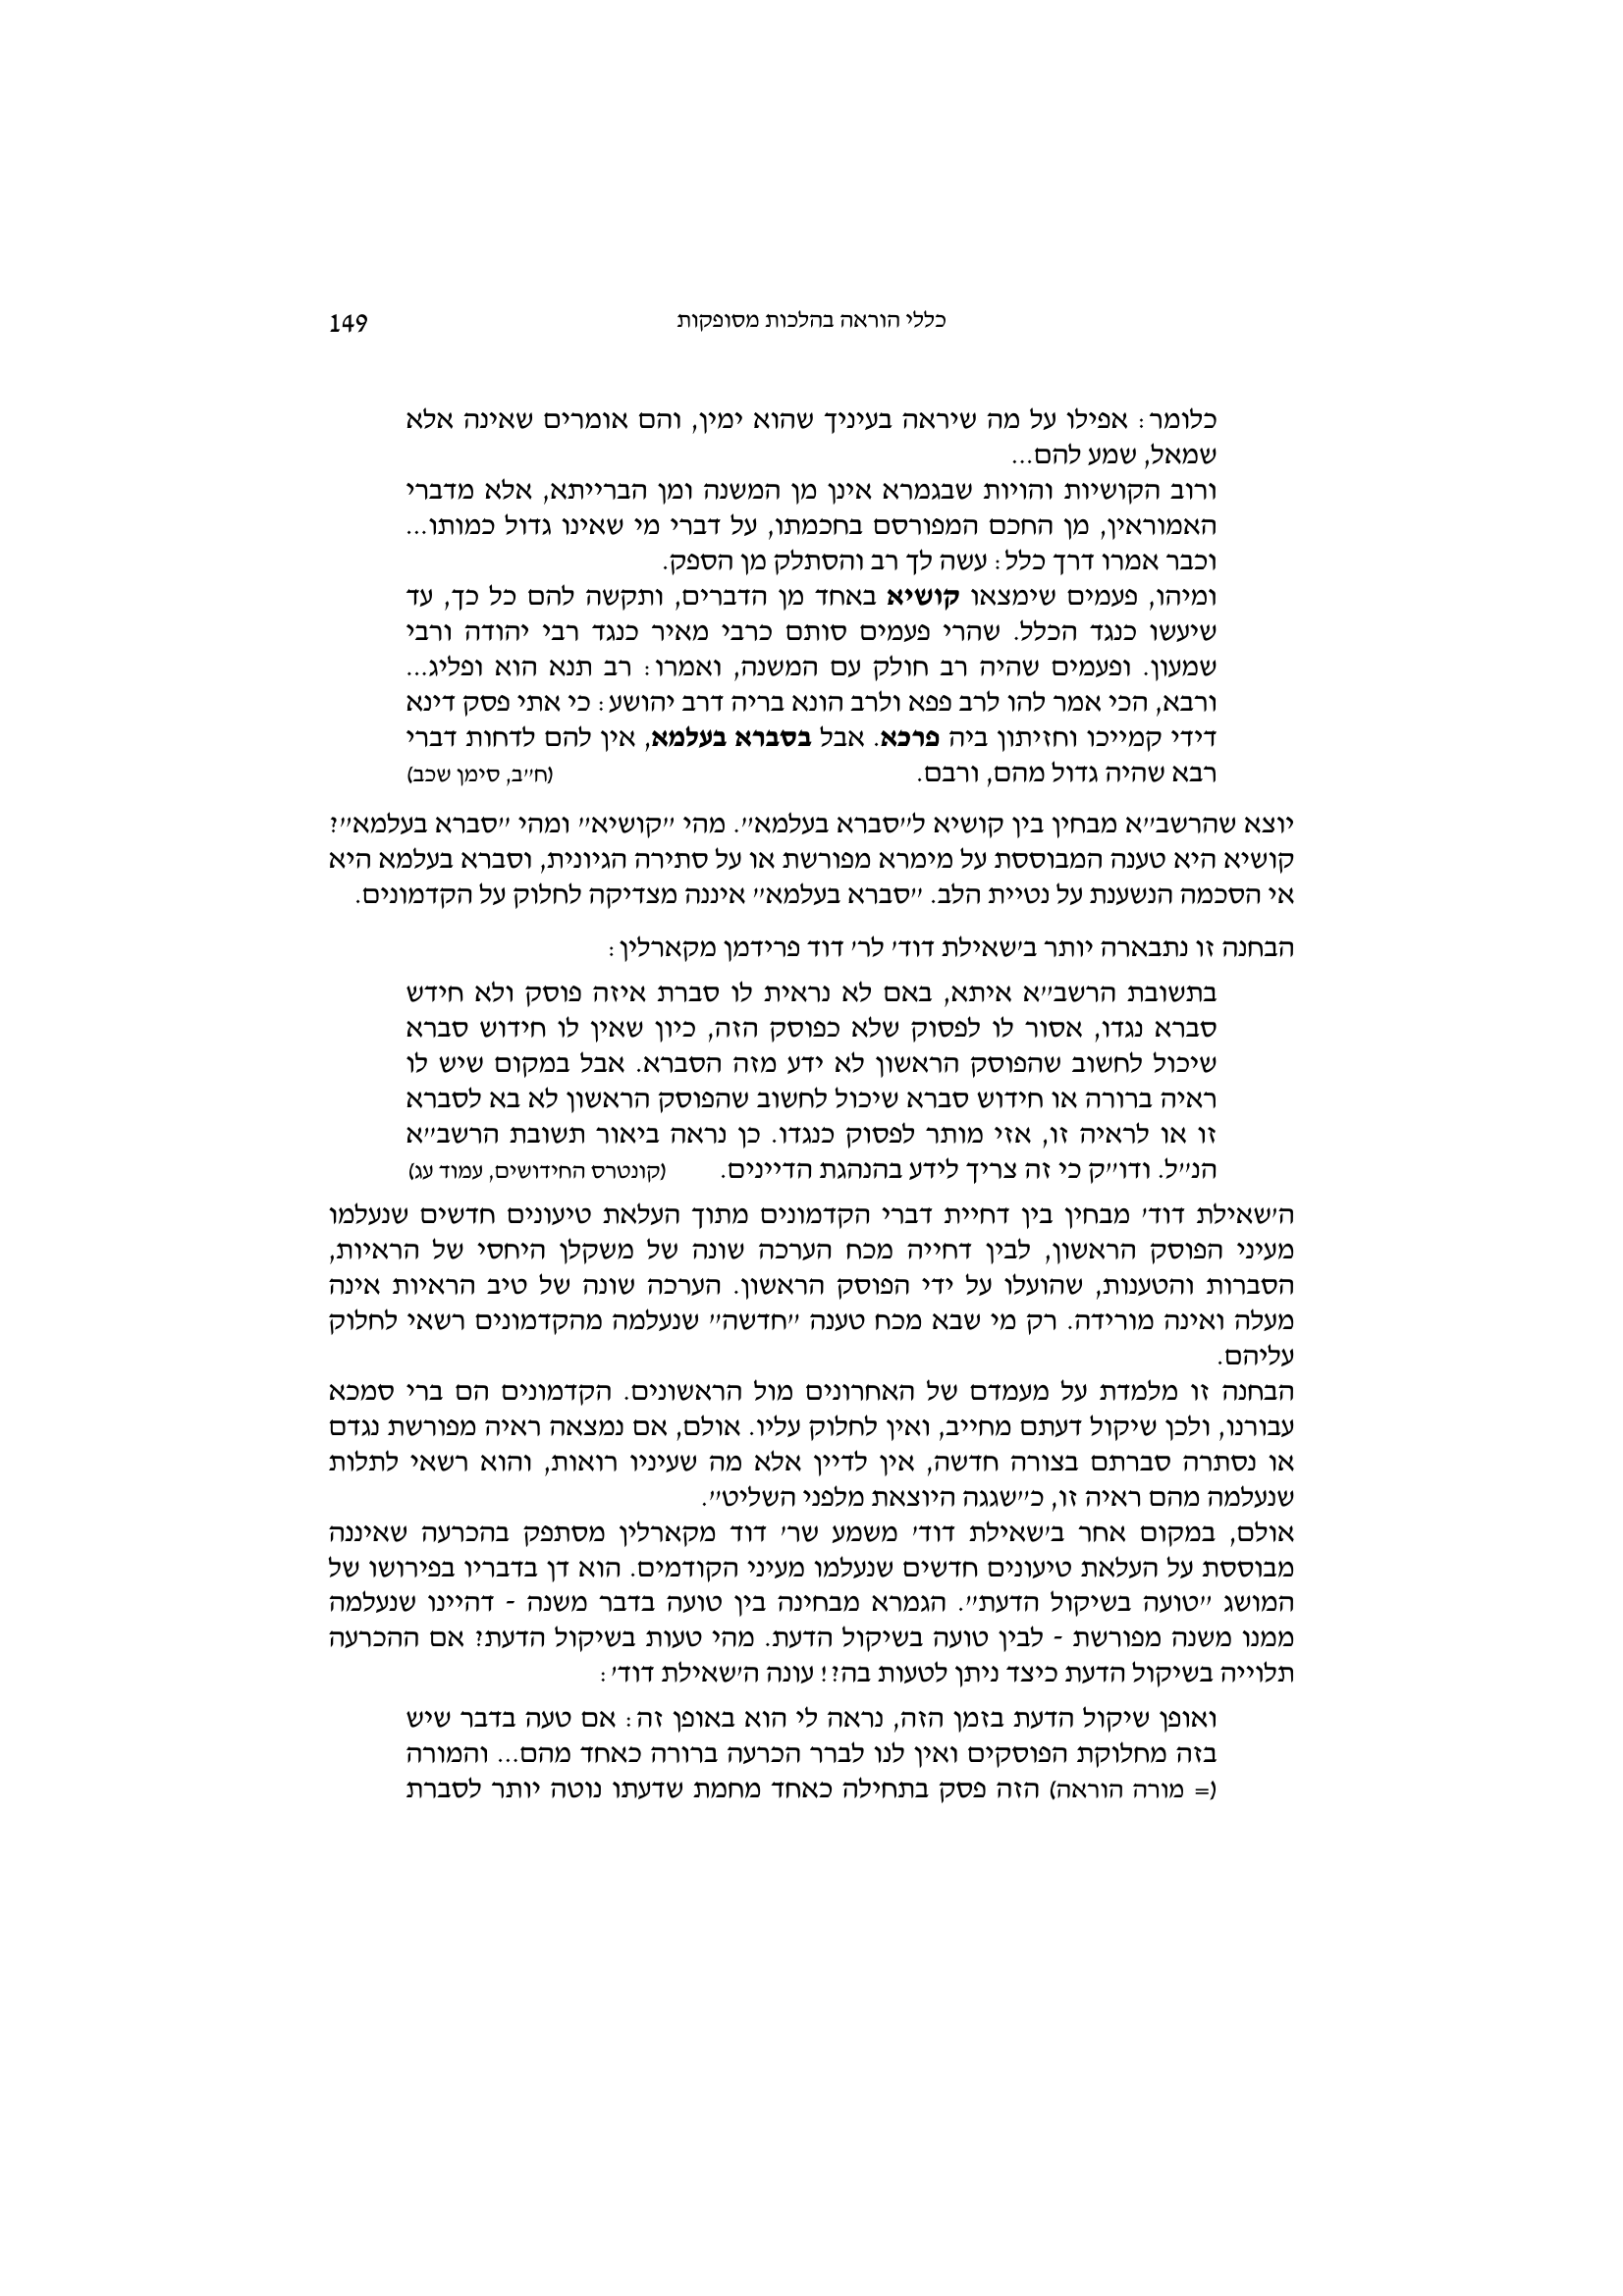 כללי הוראה בהלכות מסופקות 149
כלומר: אפילו על מה שיראה בעיניך שהוא ימין, והם אומרים שאינה אלא
שמאל, שמע להם...
ורוב הקושיות והויות שבגמרא אינן מן המשנה ומן הברייתא, אלא מדברי
האמוראין, מן החכם המפורסם בחכמתו, על דברי מי שאינו גדול כמותו...
וכבר אמרו דרך כלל: עשה לך רב והסתלק מן הספק.
ומיהו, פעמים שימצאו קושיא באחד מן הדברים, ותקשה להם כל כך, עד
שיעשו כנגד הכלל. שהרי פעמים סותם כרבי מאיר כנגד רבי יהודה ורבי
שמעון. ופעמים שהיה רב חולק עם המשנה, ואמרו: רב תנא הוא ופליג...
ורבא, הכי אמר להו לרב פפא ולרב הונא בריה דרב יהושע: כי אתי פסק דינא
דידי קמייכו וחזיתון ביה פרכא. אבל בסברא בעלמא, אין להם לדחות דברי
רבא שהיה גדול מהם, ורבם. (ח״ב, סימן שכב)
יוצא שהרשב״א מבחין בין קושיא ל״סברא בעלמא״. מהי ״קושיא״ ומהי ״סברא בעלמא״?
קושיא היא טענה המבוססת על מימרא מפורשת או על סתירה הגיונית, וסברא בעלמא היא
אי הסכמה הנשענת על נטיית הלב. ״סברא בעלמא״ איננה מצדיקה לחלוק על הקדמונים.
הבחנה זו נתבארה יותר ב׳שאילת דוד׳ לר׳ דוד פרידמן מקארלין:
בתשובת הרשב״א איתא, באם לא נראית לו סברת איזה פוסק ולא חידש
סברא נגדו, אסור לו לפסוק שלא כפוסק הזה, כיון שאין לו חידוש סברא
שיכול לחשוב שהפוסק הראשון לא ידע מזה הסברא. אבל במקום שיש לו
ראיה ברורה או חידוש סברא שיכול לחשוב שהפוסק הראשון לא בא לסברא
זו או לראיה זו, אזי מותר לפסוק כנגדו. כן נראה ביאור תשובת הרשב״א
הנ״ל. ודו״ק כי זה צריך לידע בהנהגת הדיינים. (קונטרס החידושים, עמוד עג)
ה׳שאילת דוד׳ מבחין בין דחיית דברי הקדמונים מתוך העלאת טיעונים חדשים שנעלמו
מעיני הפוסק הראשון, לבין דחייה מכח הערכה שונה של משקלן היחסי של הראיות,
הסברות והטענות, שהועלו על ידי הפוסק הראשון. הערכה שונה של טיב הראיות אינה
מעלה ואינה מורידה. רק מי שבא מכח טענה ״חדשה״ שנעלמה מהקדמונים רשאי לחלוק
עליהם.
הבחנה זו מלמדת על מעמדם של האחרונים מול הראשונים. הקדמונים הם ברי סמכא
עבורנו, ולכן שיקול דעתם מחייב, ואין לחלוק עליו. אולם, אם נמצאה ראיה מפורשת נגדם
או נסתרה סברתם בצורה חדשה, אין לדיין אלא מה שעיניו רואות, והוא רשאי לתלות
שנעלמה מהם ראיה זו, כ״שגגה היוצאת מלפני השליט״.
אולם, במקום אחר ב׳שאילת דוד׳ משמע שר׳ דוד מקארלין מסתפק בהכרעה שאיננה
מבוססת על העלאת טיעונים חדשים שנעלמו מעיני הקודמים. הוא דן בדבריו בפירושו של
המושג ״טועה בשיקול הדעת״. הגמרא מבחינה בין טועה בדבר משנה - דהיינו שנעלמה
ממנו משנה מפורשת - לבין טועה בשיקול הדעת. מהי טעות בשיקול הדעת? אם ההכרעה
תלוייה בשיקול הדעת כיצד ניתן לטעות בה?! עונה ה׳שאילת דוד׳:
ואופן שיקול הדעת בזמן הזה, נראה לי הוא באופן זה: אם טעה בדבר שיש
בזה מחלוקת הפוסקים ואין לנו לברר הכרעה ברורה כאחד מהם... והמורה
(= מורה הוראה) הזה פסק בתחילה כאחד מחמת שדעתו נוטה יותר לסברת